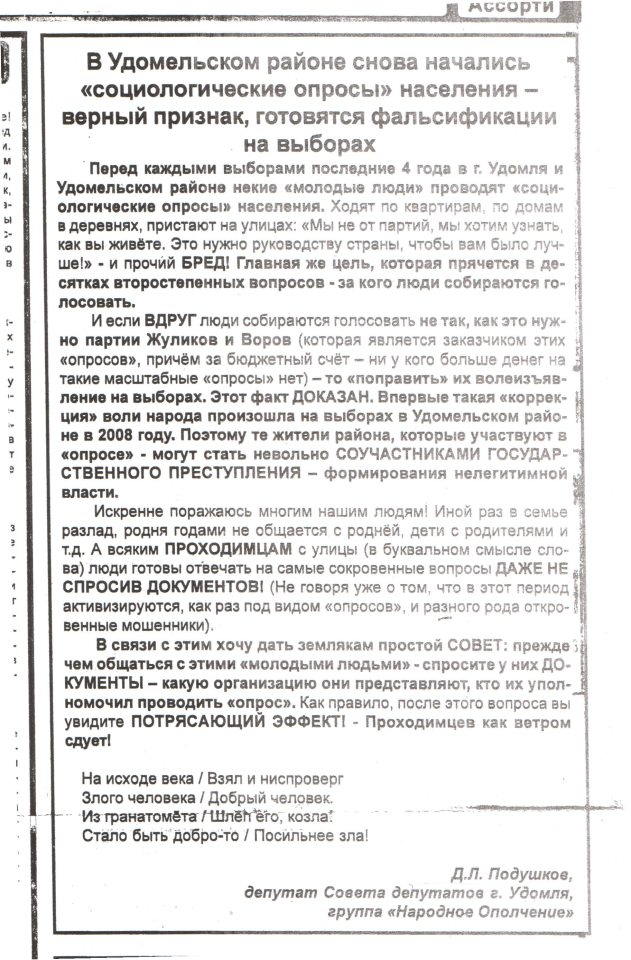 Ассорти
В Удомельском районе снова начались
«социологические опросы» населения –
верный признак, готовятся фальсификации
на выборах
Перед каждыми выборами последние 4 года в г. Удомля и
Удомельском районе некие «молодые люди» проводят «соци-
ологические опросы» населения. Ходят по квартирам, по домам
в деревнях, пристают на улицах: «Мы не от партий, мы хотим узнать,
как вы живёте. Это нужно руководству страны, чтобы вам было луч-
ше!» - и прочий БРЕД! Главная же цель, которая прячется в де-
сятках второстепенных вопросов - за кого люди собираются го-
лосовать.
И если ВДРУГ люди собираются голосовать не так, как это нуж-
но партии Жуликов и Воров (которая является заказчиком этих
«опросов», причём за бюджетный счёт – ни у кого больше денег на
такие масштабные «опросы» нет) – то «поправить» их волеизъяв-
ление на выборах. Этот факт ДОКАЗАН. Впервые такая «коррек-
ция» воли народа произошла на выборах в Удомельском райо-
не в 2008 году. Поэтому те жители района, которые участвуют в
«опросе» - могут стать невольно СОУЧАСТНИКАМИ ГОСУДАР-
СТВЕННОГО ПРЕСТУПЛЕНИЯ – формирования нелегитимной
власти.
Искренне поражаюсь многим нашим людям! Иной раз в семье
разлад, родня годами не общается с роднёй, дети с родителями и
т.д. А всяким ПРОХОДИМЦАМ с улицы (в буквальном смысле сло-
ва) люди готовы отвечать на самые сокровенные вопросы ДАЖЕ НЕ
СПРОСИВ ДОКУМЕНТОВ! (Не говоря уже о том, что в этот период
активизируются, как раз под видом «опросов», и разного рода откро-
венные мошенники).
В связи с этим хочу дать землякам простой СОВЕТ: прежде
чем общаться с этими «молодыми людьми» - спросите у них ДО-
КУМЕНТЫ – какую организацию они представляют, кто их упол-
номочил проводить «опрос». Как правило, после этого вопроса вы
увидите ПОТРЯСАЮЩИЙ ЭФФЕКТ! - Проходимцев как ветром
сдует!
На исходе века / Взял и ниспроверг
Злого человека / Добрый человек.
Из гранатомёта / Шлёп его, козла!
Стало быть добро-то / Посильнее зла!
Д.Л. Подушков,
депутат Совета депутатов г. Удомля,
группа «Народное Ополчение»